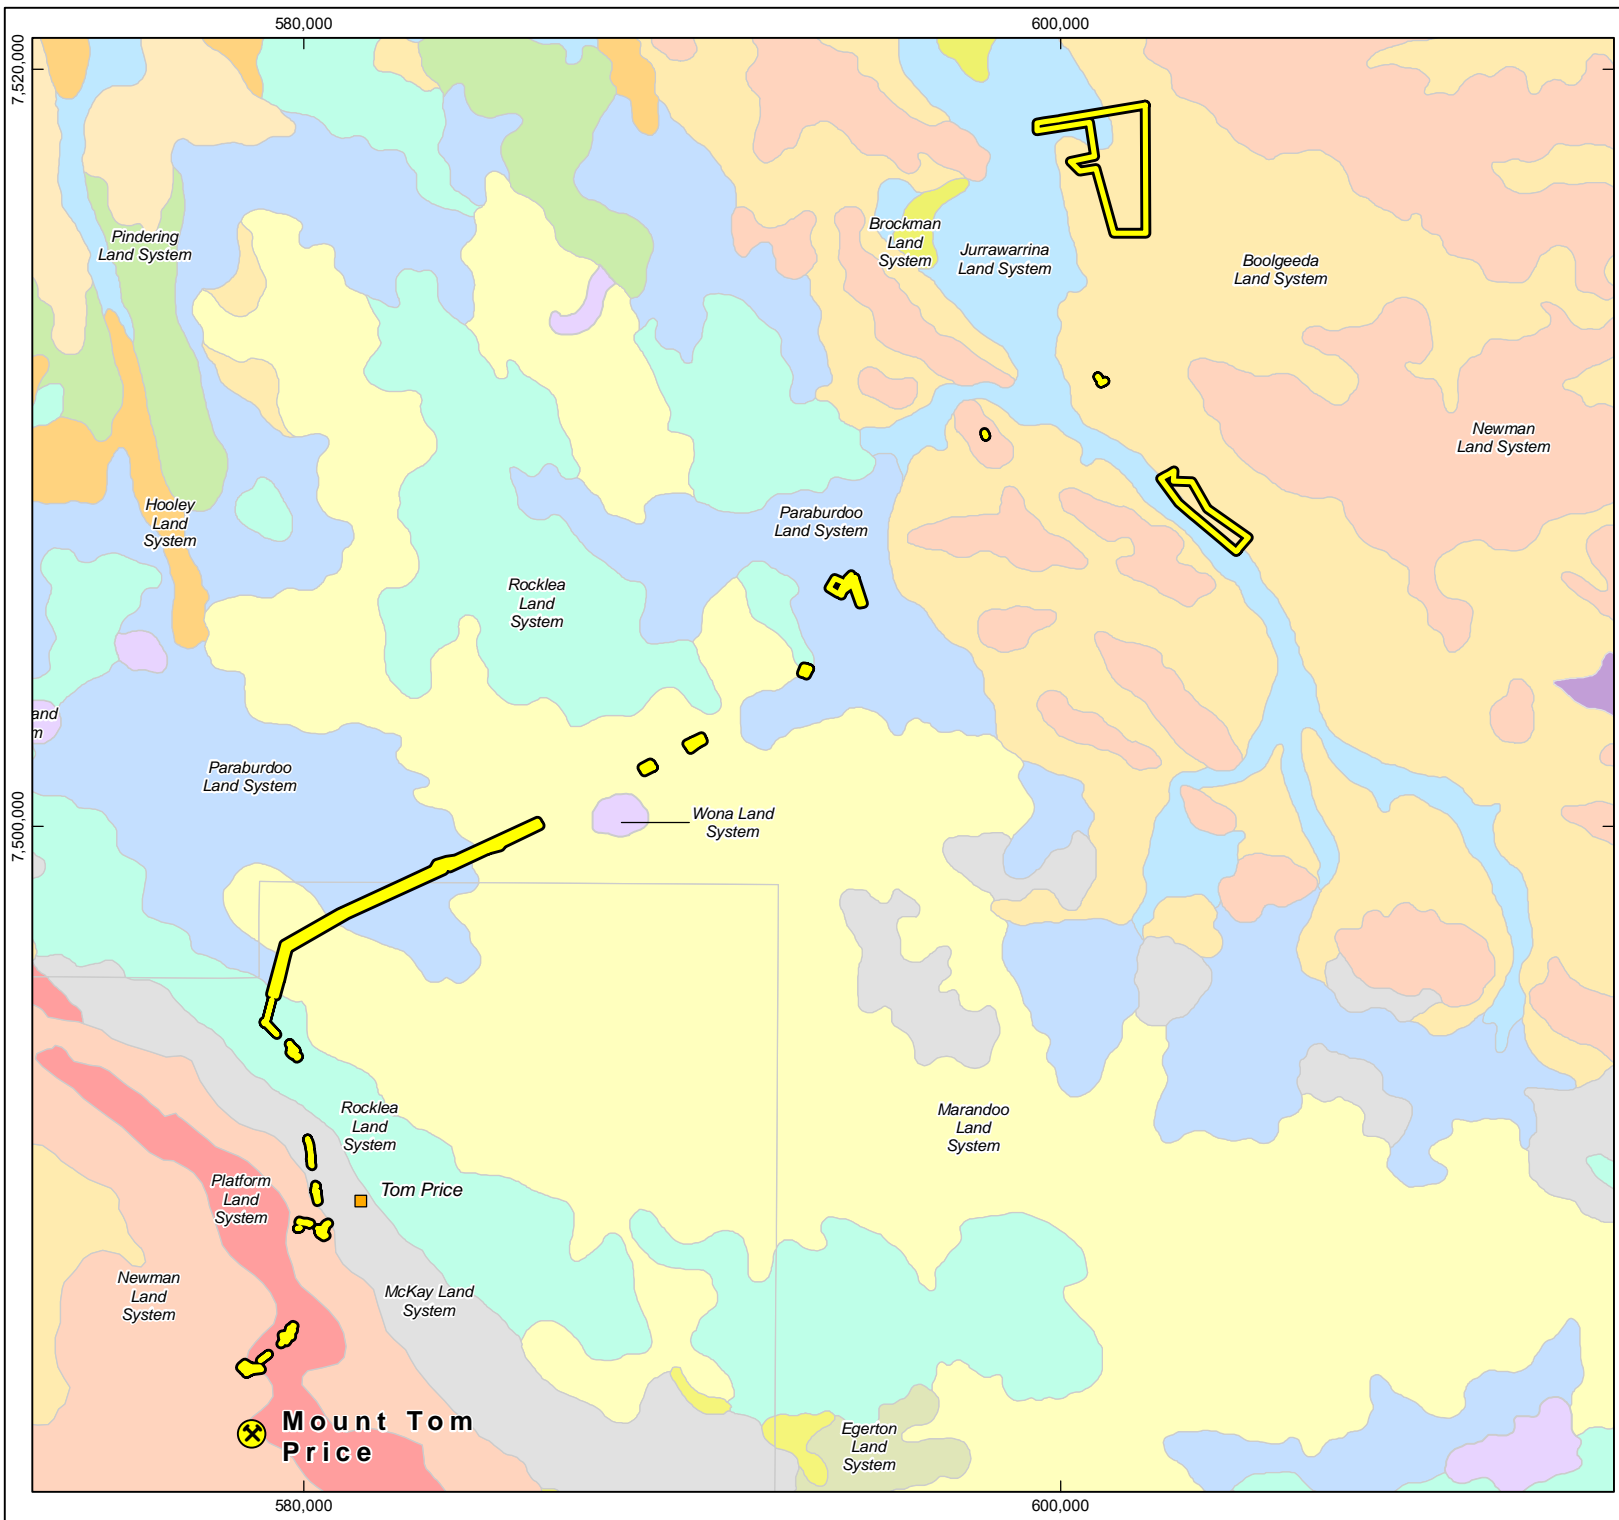 580,000
600,000
7,520,000
Pindering
Land System
Brockman
Land
System
Jurrawarrina
Land System
Boolgeeda
Land System
Newman
Land System
Hooley
Land
System
Paraburdoo
Land System
Rocklea
Land
System
and
m
Paraburdoo
Land System
Wona Land
System
7,500,000
Rocklea
Land
System
Marandoo
Land
System
Platform
Land
System
Tom Price
Newman
Land
System
McKay Land
System
Mount Tom
Price
Egerton
Land
System
580,000
600,000